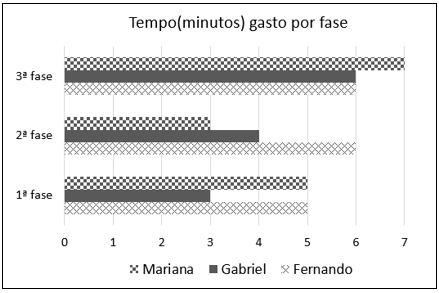 Tempo(minutos) gasto por fase
3ª fase
2ª fase
1ª fase
0 1 2 3 4 5 6 7
Mariana Gabriel Fernando